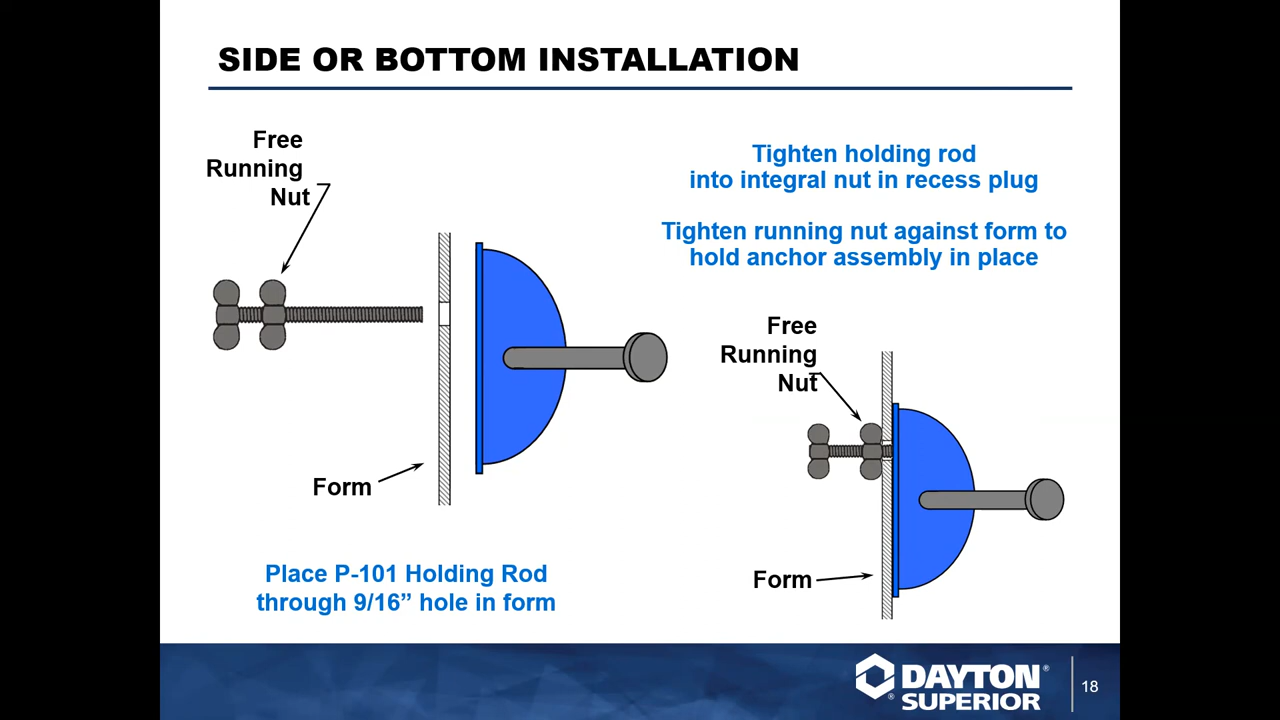 SIDE OR BOTTOM INSTALLATION
Free
Running
Nut
Tighten holding rod
into integral nut in recess plug
Tighten running nut against form to
hold anchor assembly in place
Free
Running
Nut
Form
Form
Place P-101 Holding Rod
through 9/16” hole in form
DAYTON®
® SUPERIOR
18